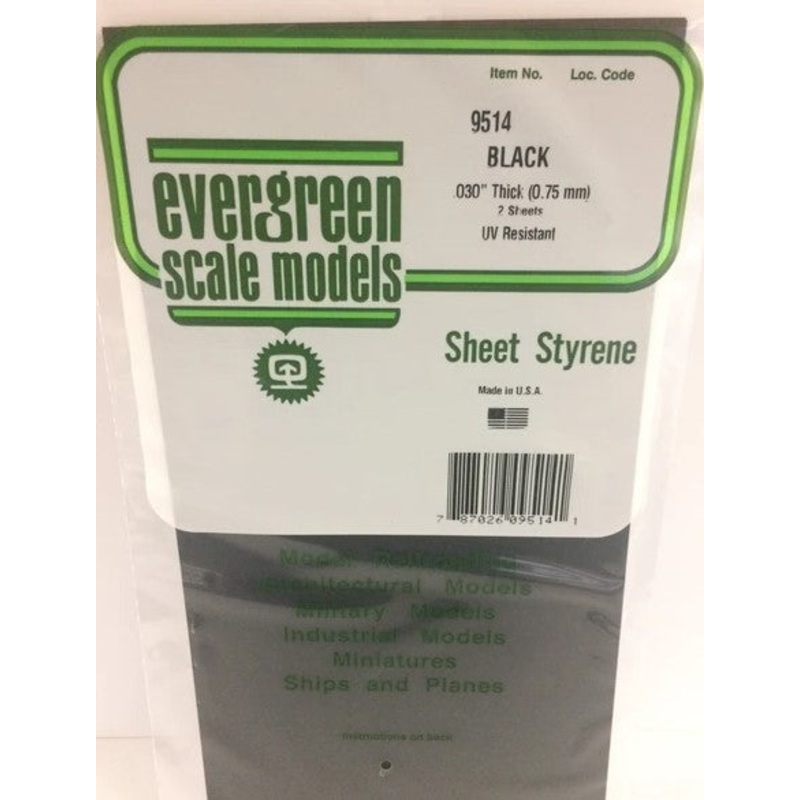 Item No. Loc. Code
9514
BLACK
.030" Thick (0.75 mm)
2 Sheets
UV Resistant
evergreen
scale models
Sheet Styrene
Made in U.S.A.
7 87026 09514 1
Model Railroading
Architectural Models
Military Models
Industrial Models
Miniatures
Ships and Planes
Instructions on back